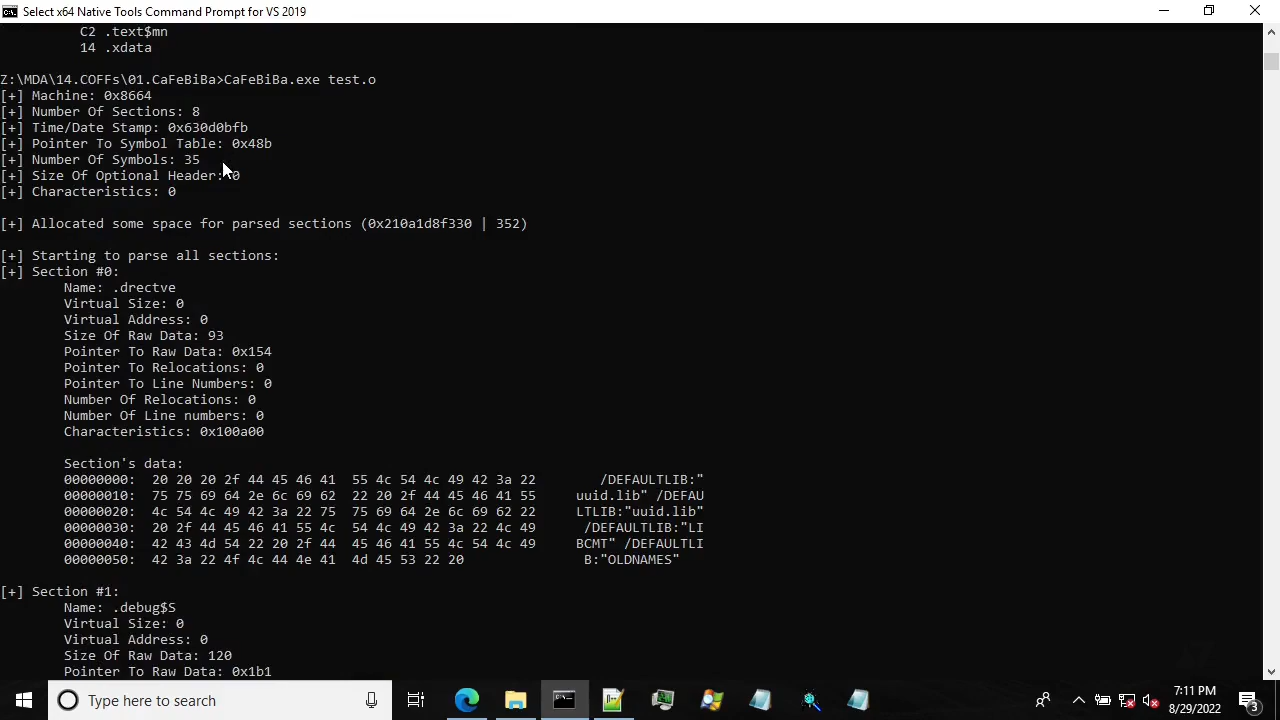 Select x64 Native Tools Command Prompt for VS 2019
C2 .text$mn
14 .xdata
Z:\MDA\14.COFFs\01.CaFeBiBa>CaFeBiBa.exe test.o
[+] Machine: 0x8664
[+] Number Of Sections: 8
[+] Time/Date Stamp: 0x630d0bfb
[+] Pointer To Symbol Table: 0x48b
[+] Number Of Symbols: 35
[+] Size Of Optional Header: 0
[+] Characteristics: 0
[+] Allocated some space for parsed sections (0x210a1d8f330 | 352)
[+] Starting to parse all sections:
[+] Section #0:
Name: .drectve
Virtual Size: 0
Virtual Address: 0
Size Of Raw Data: 93
Pointer To Raw Data: 0x154
Pointer To Relocations: 0
Pointer To Line Numbers: 0
Number Of Relocations: 0
Number Of Line numbers: 0
Characteristics: 0x100a00
Section's data:
00000000:  20 20 20 2f 44 45 46 41  55 4c 54 4c 49 42 3a 22        /DEFAULTLIB:"
00000010:  75 75 69 64 2e 6c 69 62  22 20 2f 44 45 46 41 55     uuid.lib" /DEFAU
00000020:  4c 54 4c 49 42 3a 22 75  75 69 64 2e 6c 69 62 22     LTLIB:"uuid.lib"
00000030:  20 2f 44 45 46 41 55 4c  54 4c 49 42 3a 22 4c 49      /DEFAULTLIB:"LI
00000040:  42 43 4d 54 22 20 2f 44  45 46 41 55 4c 54 4c 49     BCMT" /DEFAULTLI
00000050:  42 3a 22 4f 4c 44 4e 41  4d 45 53 22 20     B:"OLDNAMES"
[+] Section #1:
Name: .debug$S
Virtual Size: 0
Virtual Address: 0
Size Of Raw Data: 120
Pointer To Raw Data: 0x1b1
Type here to search
7:11 PM
8/29/2022
3